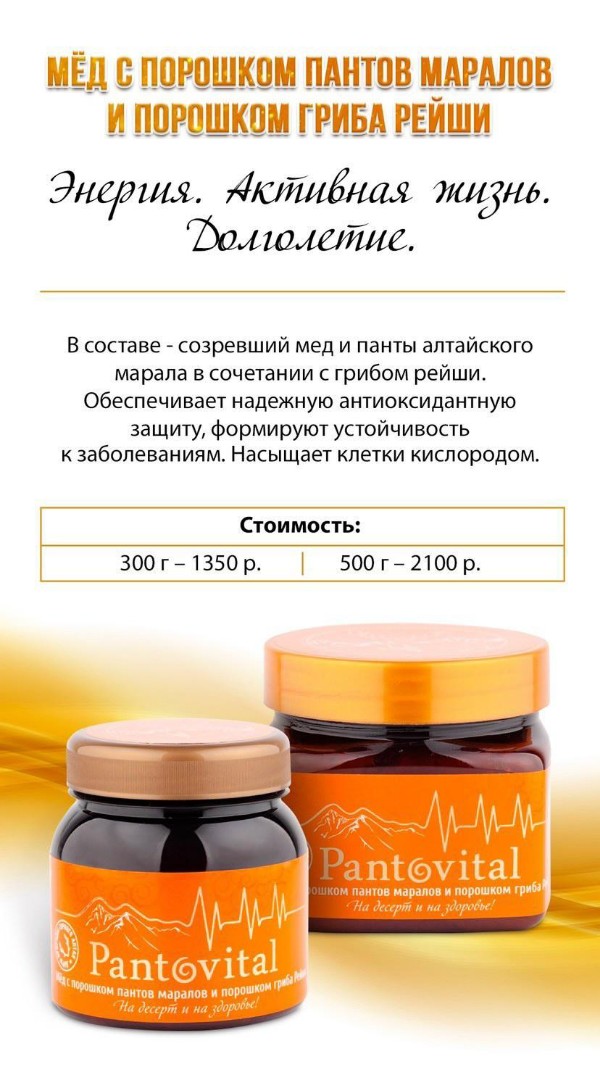 МЁД С ПОРОШКОМ ПАНТОВ МАРАЛОВ
И ПОРОШКОМ ГРИБА РЕЙШИ
Энергия. Активная жизнь.
Долголетие.
В составе - созревший мед и панты алтайского
марала в сочетании с грибом рейши.
Обеспечивает надежную антиоксидантную
защиту, формируют устойчивость
к заболеваниям. Насыщает клетки кислородом.
Стоимость:
300 г – 1350 р. | 500 г – 2100 р.
Pantovital
порошком пантов маралов и порошком гриба
На десерт и на здоровье!
Pantovital
мёд с порошком пантов маралов и порошком гриба Рейши
На десерт и на здоровье!